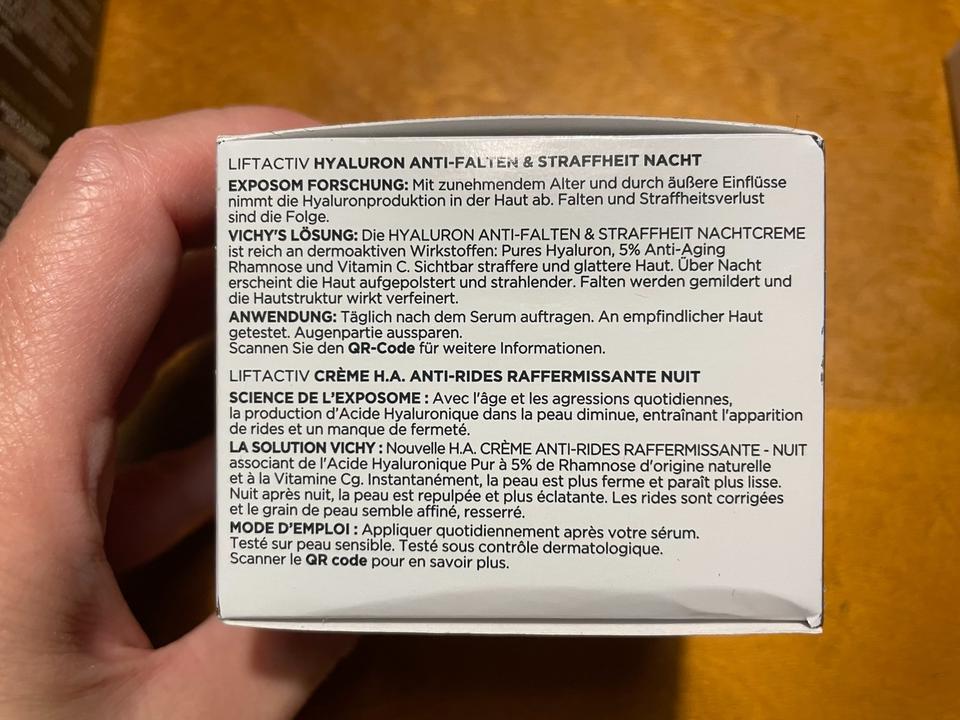 LIFTACTIV HYALURON ANTI-FALTEN & STRAFFHEIT NACHT
EXPOSOM FORSCHUNG: Mit zunehmendem Alter und durch äußere Einflüsse
nimmt die Hyaluronproduktion in der Haut ab. Falten und Straffheitsverlust
sind die Folge.
VICHY'S LÖSUNG: Die HYALURON ANTI-FALTEN & STRAFFHEIT NACHTCREME
ist reich an dermoaktiven Wirkstoffen: Pures Hyaluron, 5% Anti-Aging
Rhamnose und Vitamin C. Sichtbar straffere und glattere Haut. Über Nacht
erscheint die Haut aufgepolstert und strahlender. Falten werden gemildert und
die Hautstruktur wirkt verfeinert.
ANWENDUNG: Täglich nach dem Serum auftragen. An empfindlicher Haut
getestet. Augenpartie aussparen.
Scannen Sie den QR-Code für weitere Informationen.
LIFTACTIV CRÈME H.A. ANTI-RIDES RAFFERMISSANTE NUIT
SCIENCE DE L'EXPOSOME : Avec l'âge et les agressions quotidiennes,
la production d'Acide Hyaluronique dans la peau diminue, entraînant l'apparition
de rides et un manque de fermeté.
LA SOLUTION VICHY : Nouvelle H.A. CRÈME ANTI-RIDES RAFFERMISSANTE - NUIT
associant de l'Acide Hyaluronique Pur à 5% de Rhamnose d'origine naturelle
et à la Vitamine Cg. Instantanément, la peau est plus ferme et paraît plus lisse.
Nuit après nuit, la peau est repulpée et plus éclatante. Les rides sont corrigées
et le grain de peau semble affiné, resserré.
MODE D'EMPLOI : Appliquer quotidiennement après votre sérum.
Testé sur peau sensible. Testé sous contrôle dermatologique.
Scanner le QR code pour en savoir plus.